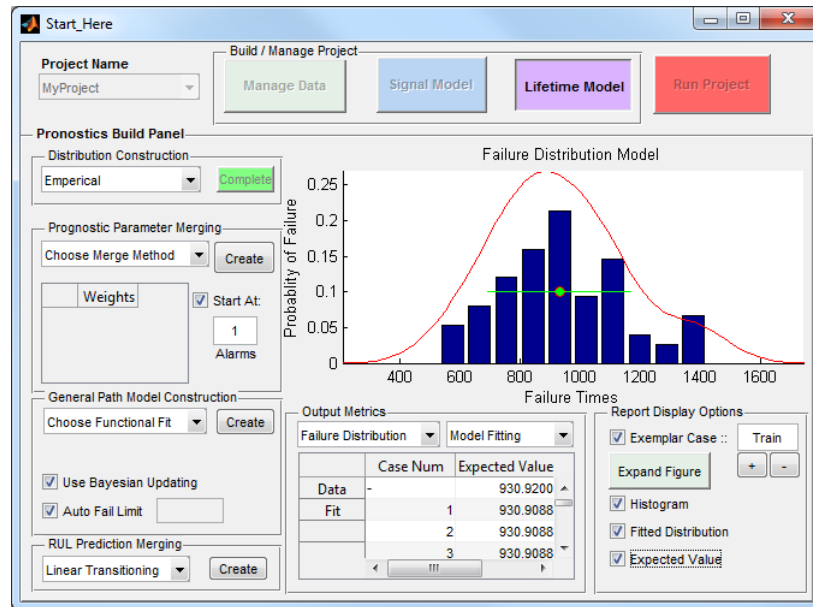 Start_Here
Project Name
MyProject
Build / Manage Project
Manage Data
Signal Model
Lifetime Model
Run Project
Pronostics Build Panel
Distribution Construction
Emperical
Complete
Prognostic Parameter Merging
Choose Merge Method
Create
Weights
Start At:
1
Alarms
General Path Model Construction
Choose Functional Fit
Create
Use Bayesian Updating
Auto Fail Limit
RUL Prediction Merging
Linear Transitioning
Create
Failure Distribution Model
Probablity of Failure
0.25
0.2
0.15
0.1
0.05
0
400 600 800 1000 1200 1400 1600
Failure Times
Output Metrics
Failure Distribution
Model Fitting
Case Num Expected Value
Data - 930.9200
Fit 1 930.9088
2 930.9088
3 930.9088
Report Display Options
Exemplar Case ::
Train
Expand Figure
+ -
Histogram
Fitted Distribution
Expected Value